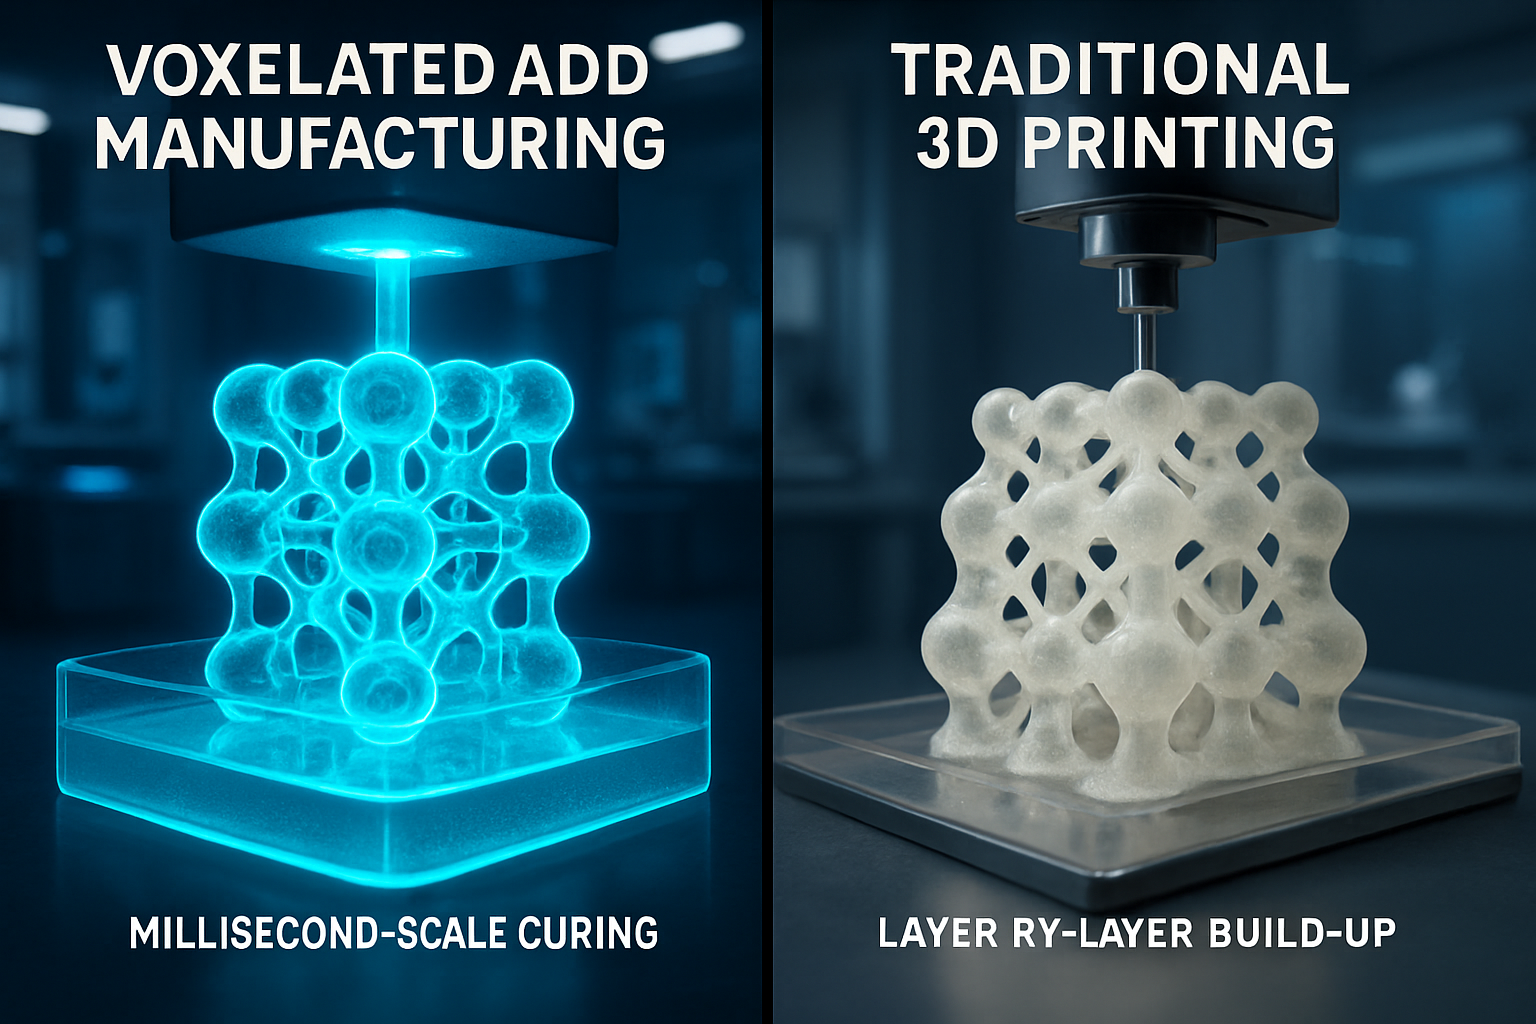 VOXELATED ADD
MANUFACTURING
MILLISECOND-SCALE CURING
TRADITIONAL
3D PRINTING
LAYER RY-LAYER BUILD-UP